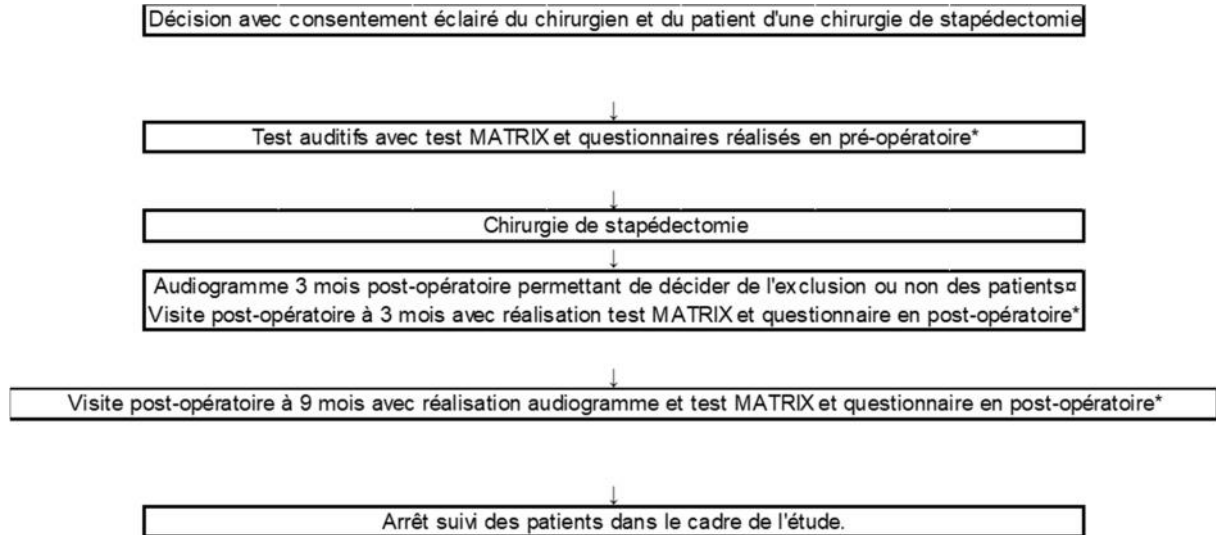 Décision avec consentement éclairé du chirurgien et du patient d'une chirurgie de stapédectomie
↓
Test auditifs avec test MATRIX et questionnaires réalisés en pré-opératoire*
↓
Chirurgie de stapédectomie
↓
Audiogramme 3 mois post-opératoire permettant de décider de l'exclusion ou non des patients¤
Visite post-opératoire à 3 mois avec réalisation test MATRIX et questionnaire en post-opératoire*
↓
Visite post-opératoire à 9 mois avec réalisation audiogramme et test MATRIX et questionnaire en post-opératoire*
↓
Arrêt suivi des patients dans le cadre de l'étude.